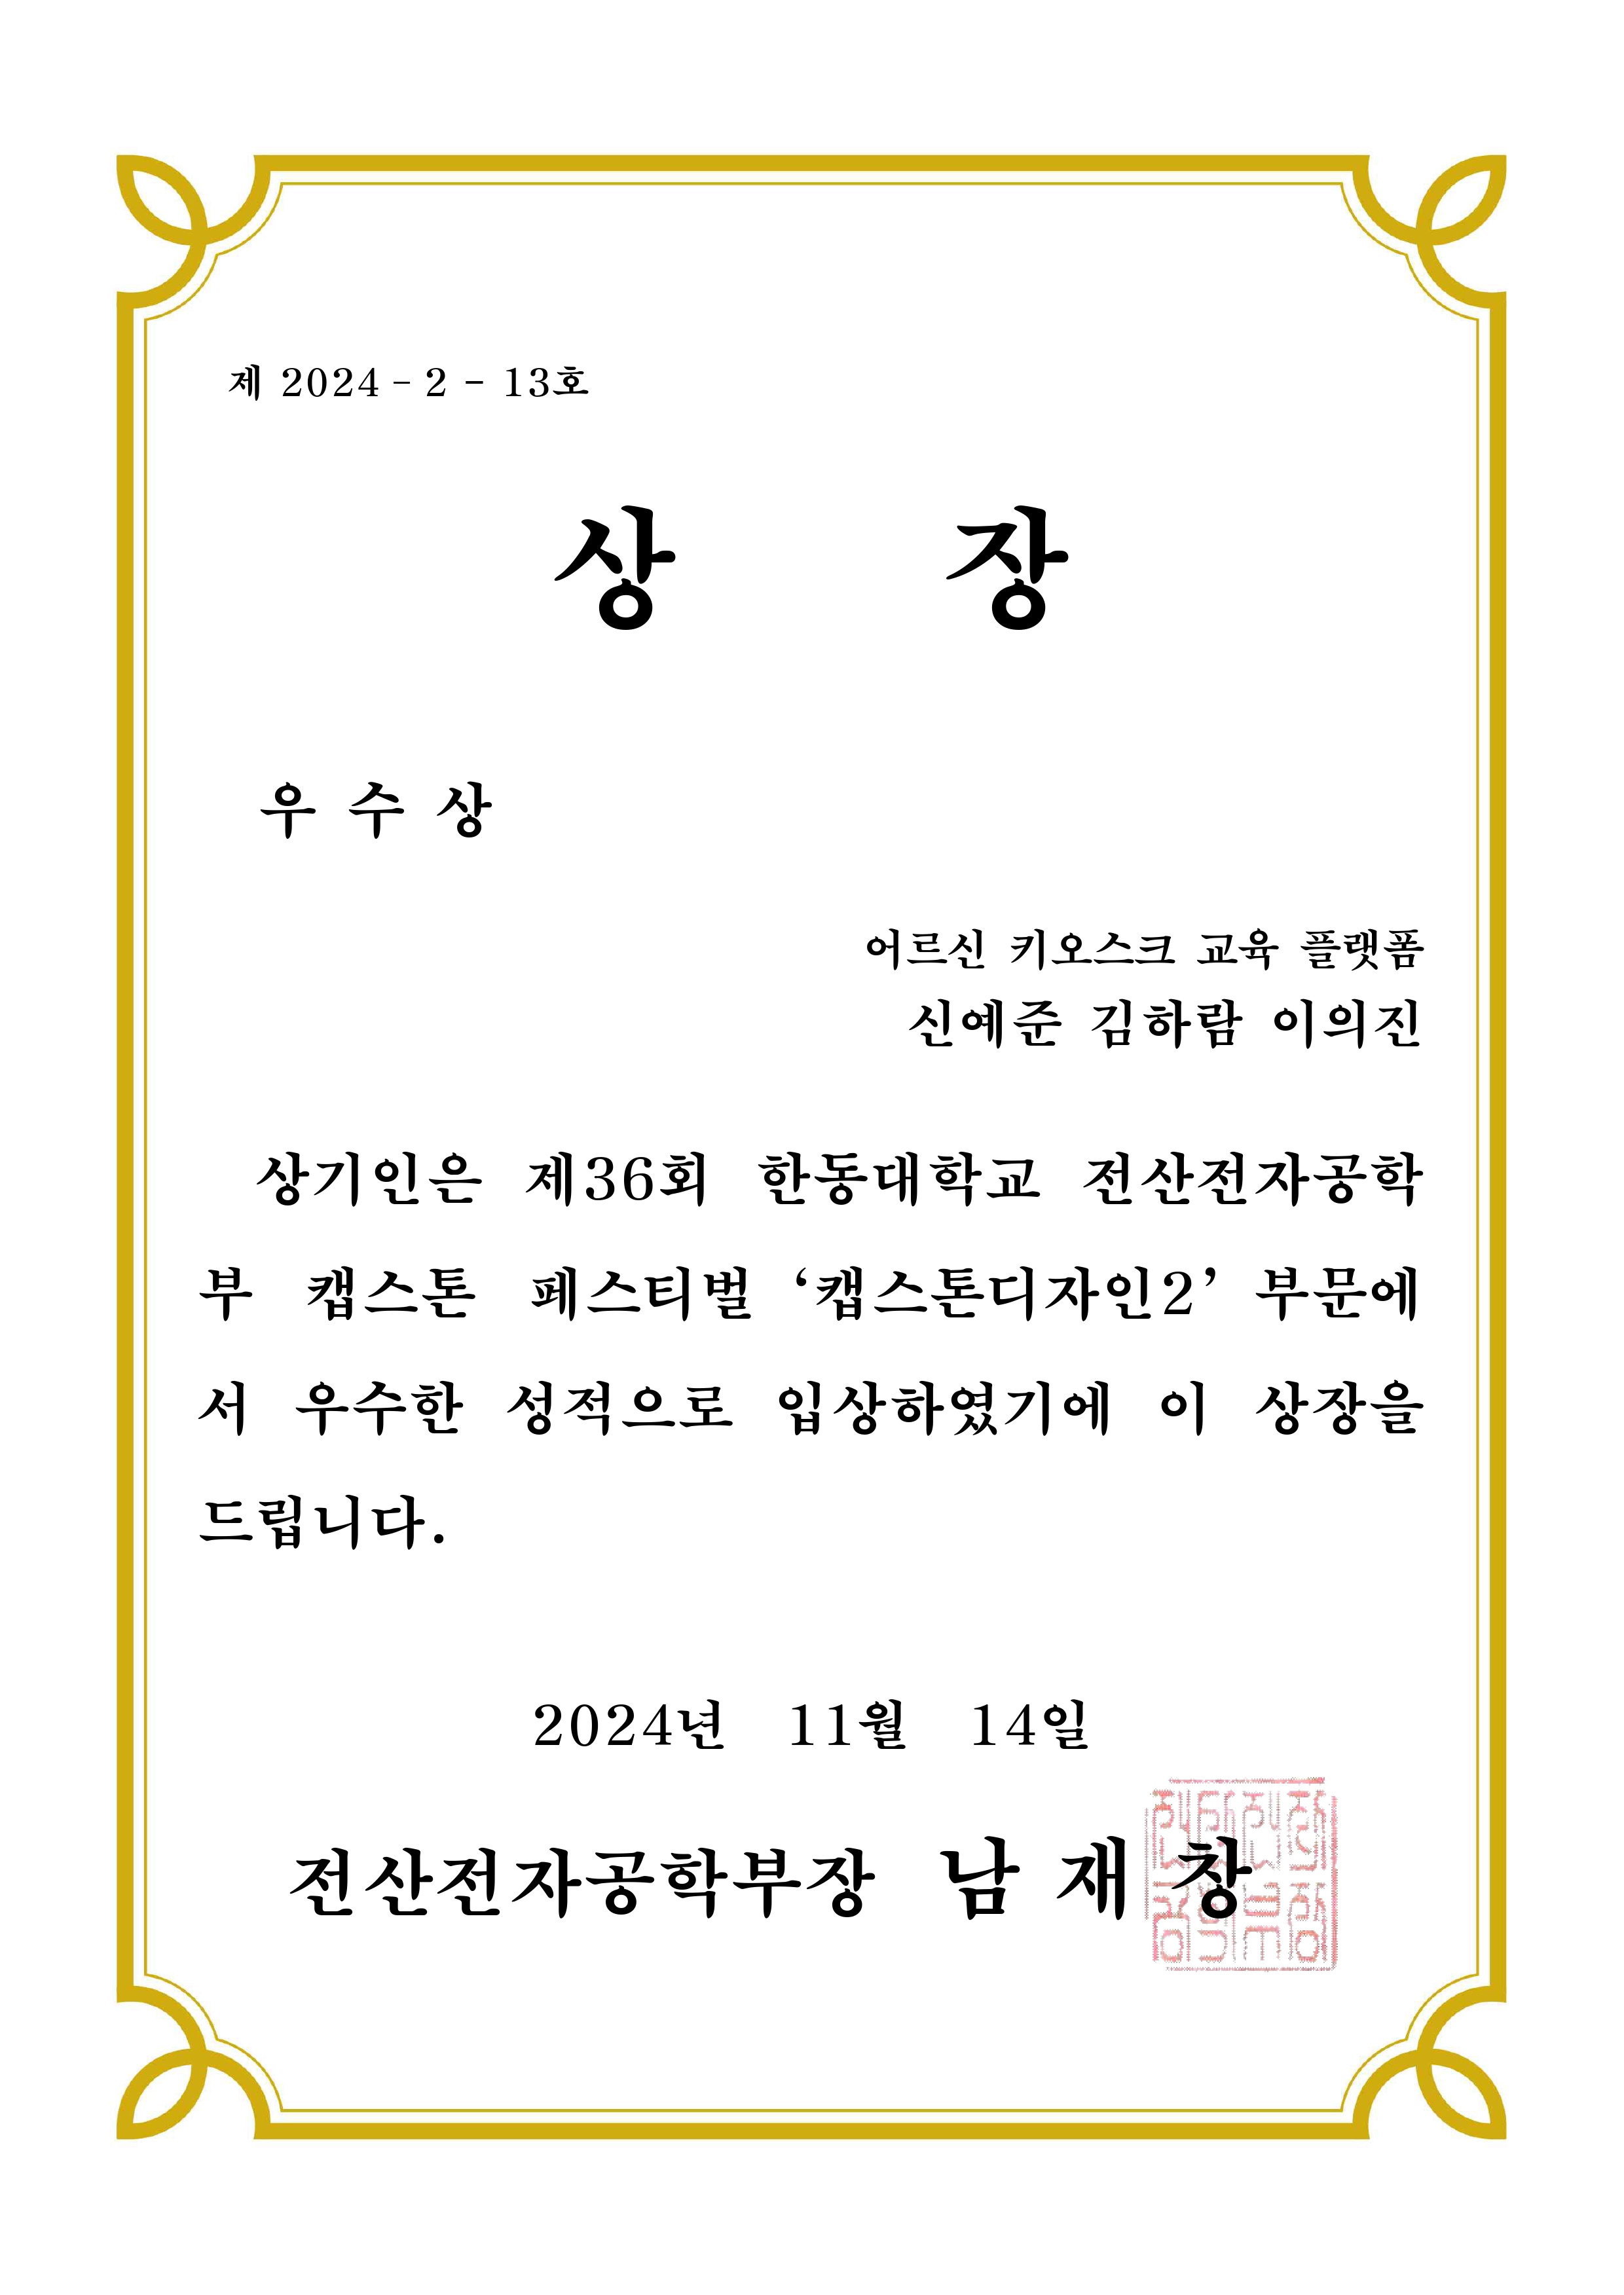 제 2024 - 2 - 13호
상 장
우 수 상
어르신 키오스크 교육 플랫폼
신예준 김하람 이의진
상기인은 제36회 한동대학교 전산전자공학
부 캡스톤 페스티벌 ‘캡스톤디자인2’ 부문에
서 우수한 성적으로 입상하였기에 이 상장을
드립니다.
2024년 11월 14일
전산전자공학부장 남 재 창